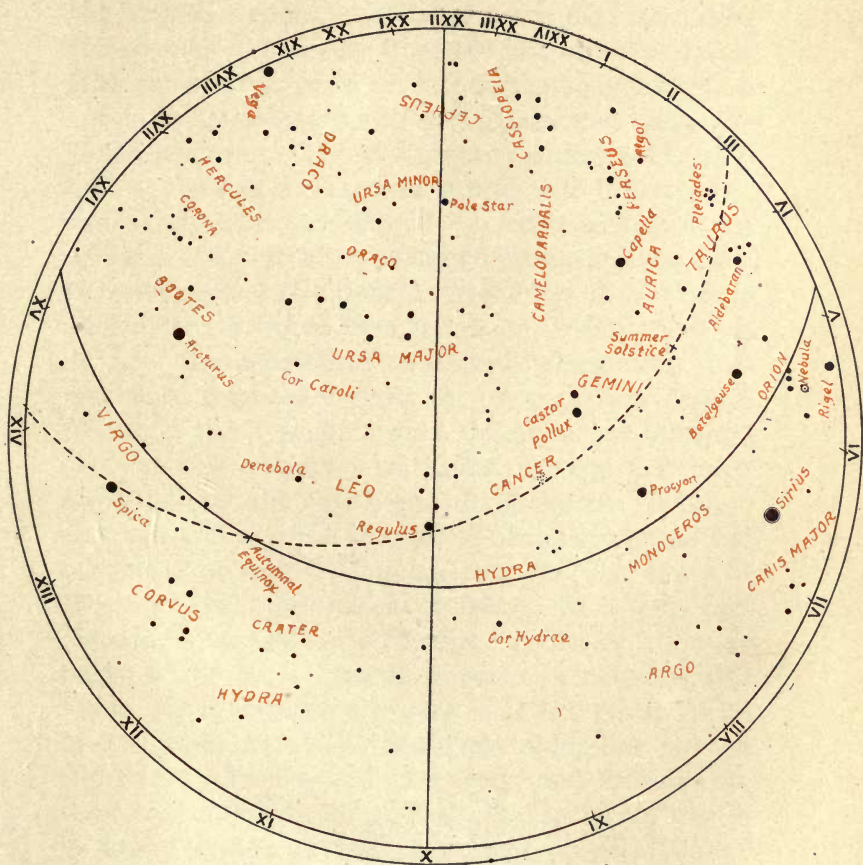 XXII
XXIII
XXIV
I
II
III
IV
V
VI
VII
VIII
IX
X
XI
XII
XIII
XIV
XV
XVI
XVII
XVIII
XIX
XX
XXI
Vega
CEPHEUS
CASSIOPEIA
DRACO
HERCULES
CORONA
URSA MINOR
Pole Star
PERSEUS
Algol
Pleiades
TAURUS
Capella
AURICA
CAMELOPARDALIS
Aldebaran
DRACO
BOOTES
Arcturus
URSA MAJOR
Cor Caroli
Summer
Solstice
GEMINI
Castor
Pollux
Betelgeuse
ORION
Nebula
Rigel
VIRGO
Denebola
LEO
CANCER
Procyon
Sirius
Spica
Regulus
Autumnal
Equinox
HYDRA
MONOCEROS
CANIS MAJOR
CORVUS
CRATER
Cor Hydrae
HYDRA
ARGO